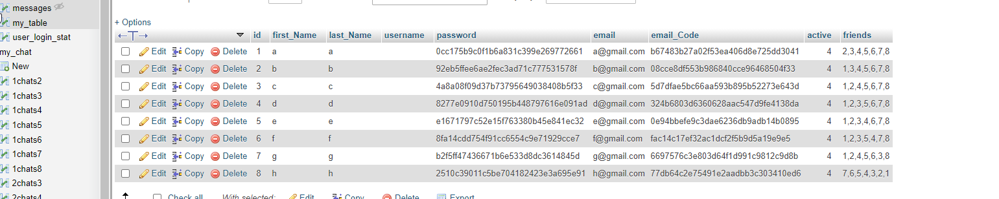 messages
my_table
user_login_stat
my_chat
New
1chats2
1chats3
1chats4
1chats5
1chats6
1chats7
1chats8
2chats3
2chats4
+ Options
←T→ id first_Name last_Name username password email email_Code active friends
Edit Copy Delete 1 a a 0cc175b9c0f1b6a831c399e269772661 a@gmail.com b67483b27a02f53ea406d8e725dd3041 4 2,3,4,5,6,7,8
Edit Copy Delete 2 b b 92eb5ffee6ae2fec3ad71c777531578f b@gmail.com 08cce8df553b986840cce96468504f33 4 1,3,4,5,6,7,8
Edit Copy Delete 3 c c 4a8a08f09d37b73795649038408b5f33 c@gmail.com 5d7dfae5bc66aa593b895b52273e643d 4 1,2,4,5,6,7,8
Edit Copy Delete 4 d d 8277e0910d750195b448797616e091ad d@gmail.com 324b6803d6360628aac547d9fe4138da 4 1,2,3,5,6,7,8
Edit Copy Delete 5 e e e1671797c52e15f763380b45e841ec32 e@gmail.com 0e94bbefe9c3dae6236db9adb14b0895 4 1,2,3,4,6,7,8
Edit Copy Delete 6 f f 8fa14cdd754f91cc6554c9e71929cce7 f@gmail.com fac14c17ef32ac1dcf2f5b9d5a19e9e5 4 1,2,3,5,4,7,8
Edit Copy Delete 7 g g b2f5ff47436671b6e533d8dc3614845d g@gmail.com 6697576c3e803d64f1d991c9812c9d8b 4 1,2,4,5,6,3,8
Edit Copy Delete 8 h h 2510c39011c5be704182423e3a695e91 h@gmail.com 77db64c2e75491e2aadbb3c303410ed6 4 7,6,5,4,3,2,1
Check all With selected: Edit Copy Delete Export